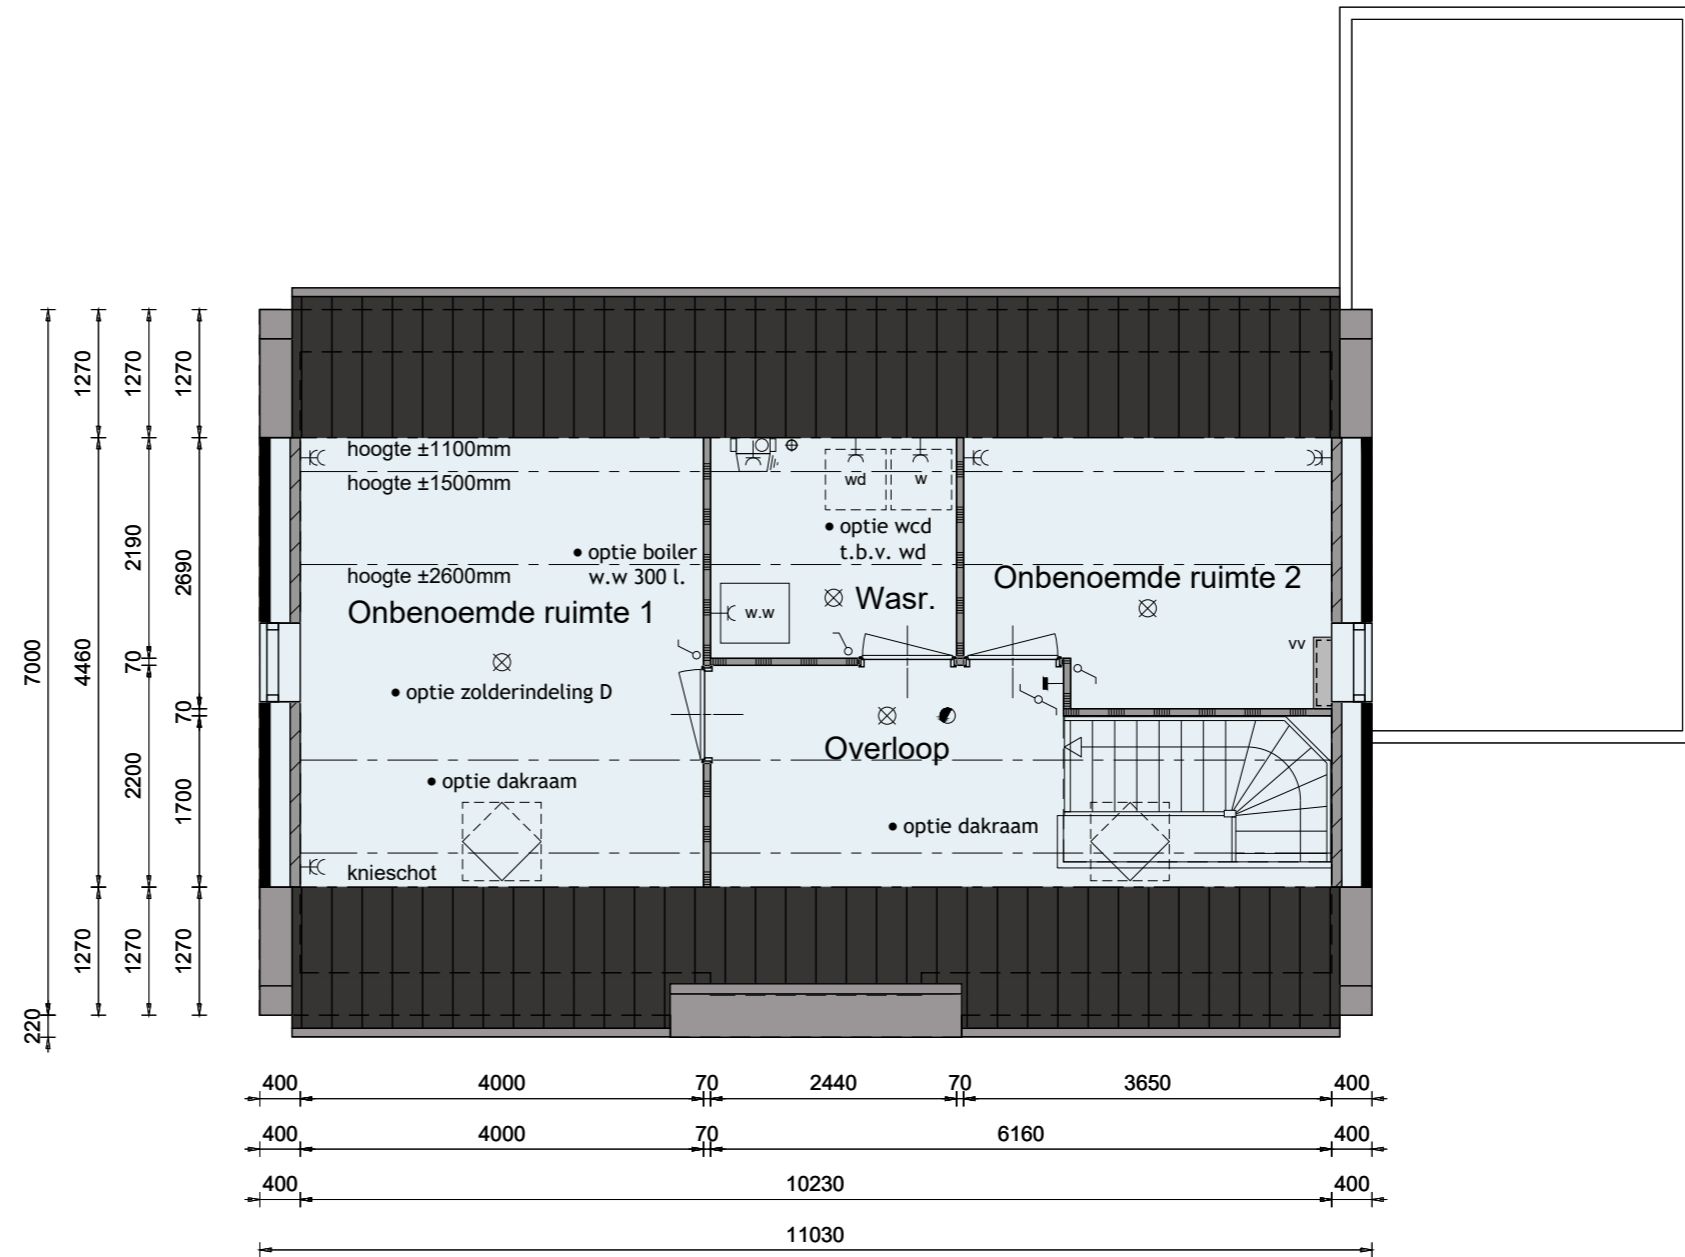 hoogte ±1100mm
hoogte ±1500mm
wd
w
• optie wcd
t.b.v. wd
• optie boiler
w.w 300 l.
hoogte ±2600mm
Onbenoemde ruimte 1
w.w
Wasr.
Onbenoemde ruimte 2
vv
• optie zolderindeling D
Overloop
• optie dakraam
• optie dakraam
knieschot
1270
1270
1270
7000
4460
2190
2690
70
70
2200
1700
1270
1270
1270
220
400
4000
70
2440
70
3650
400
400
4000
70
6160
400
400
10230
400
11030